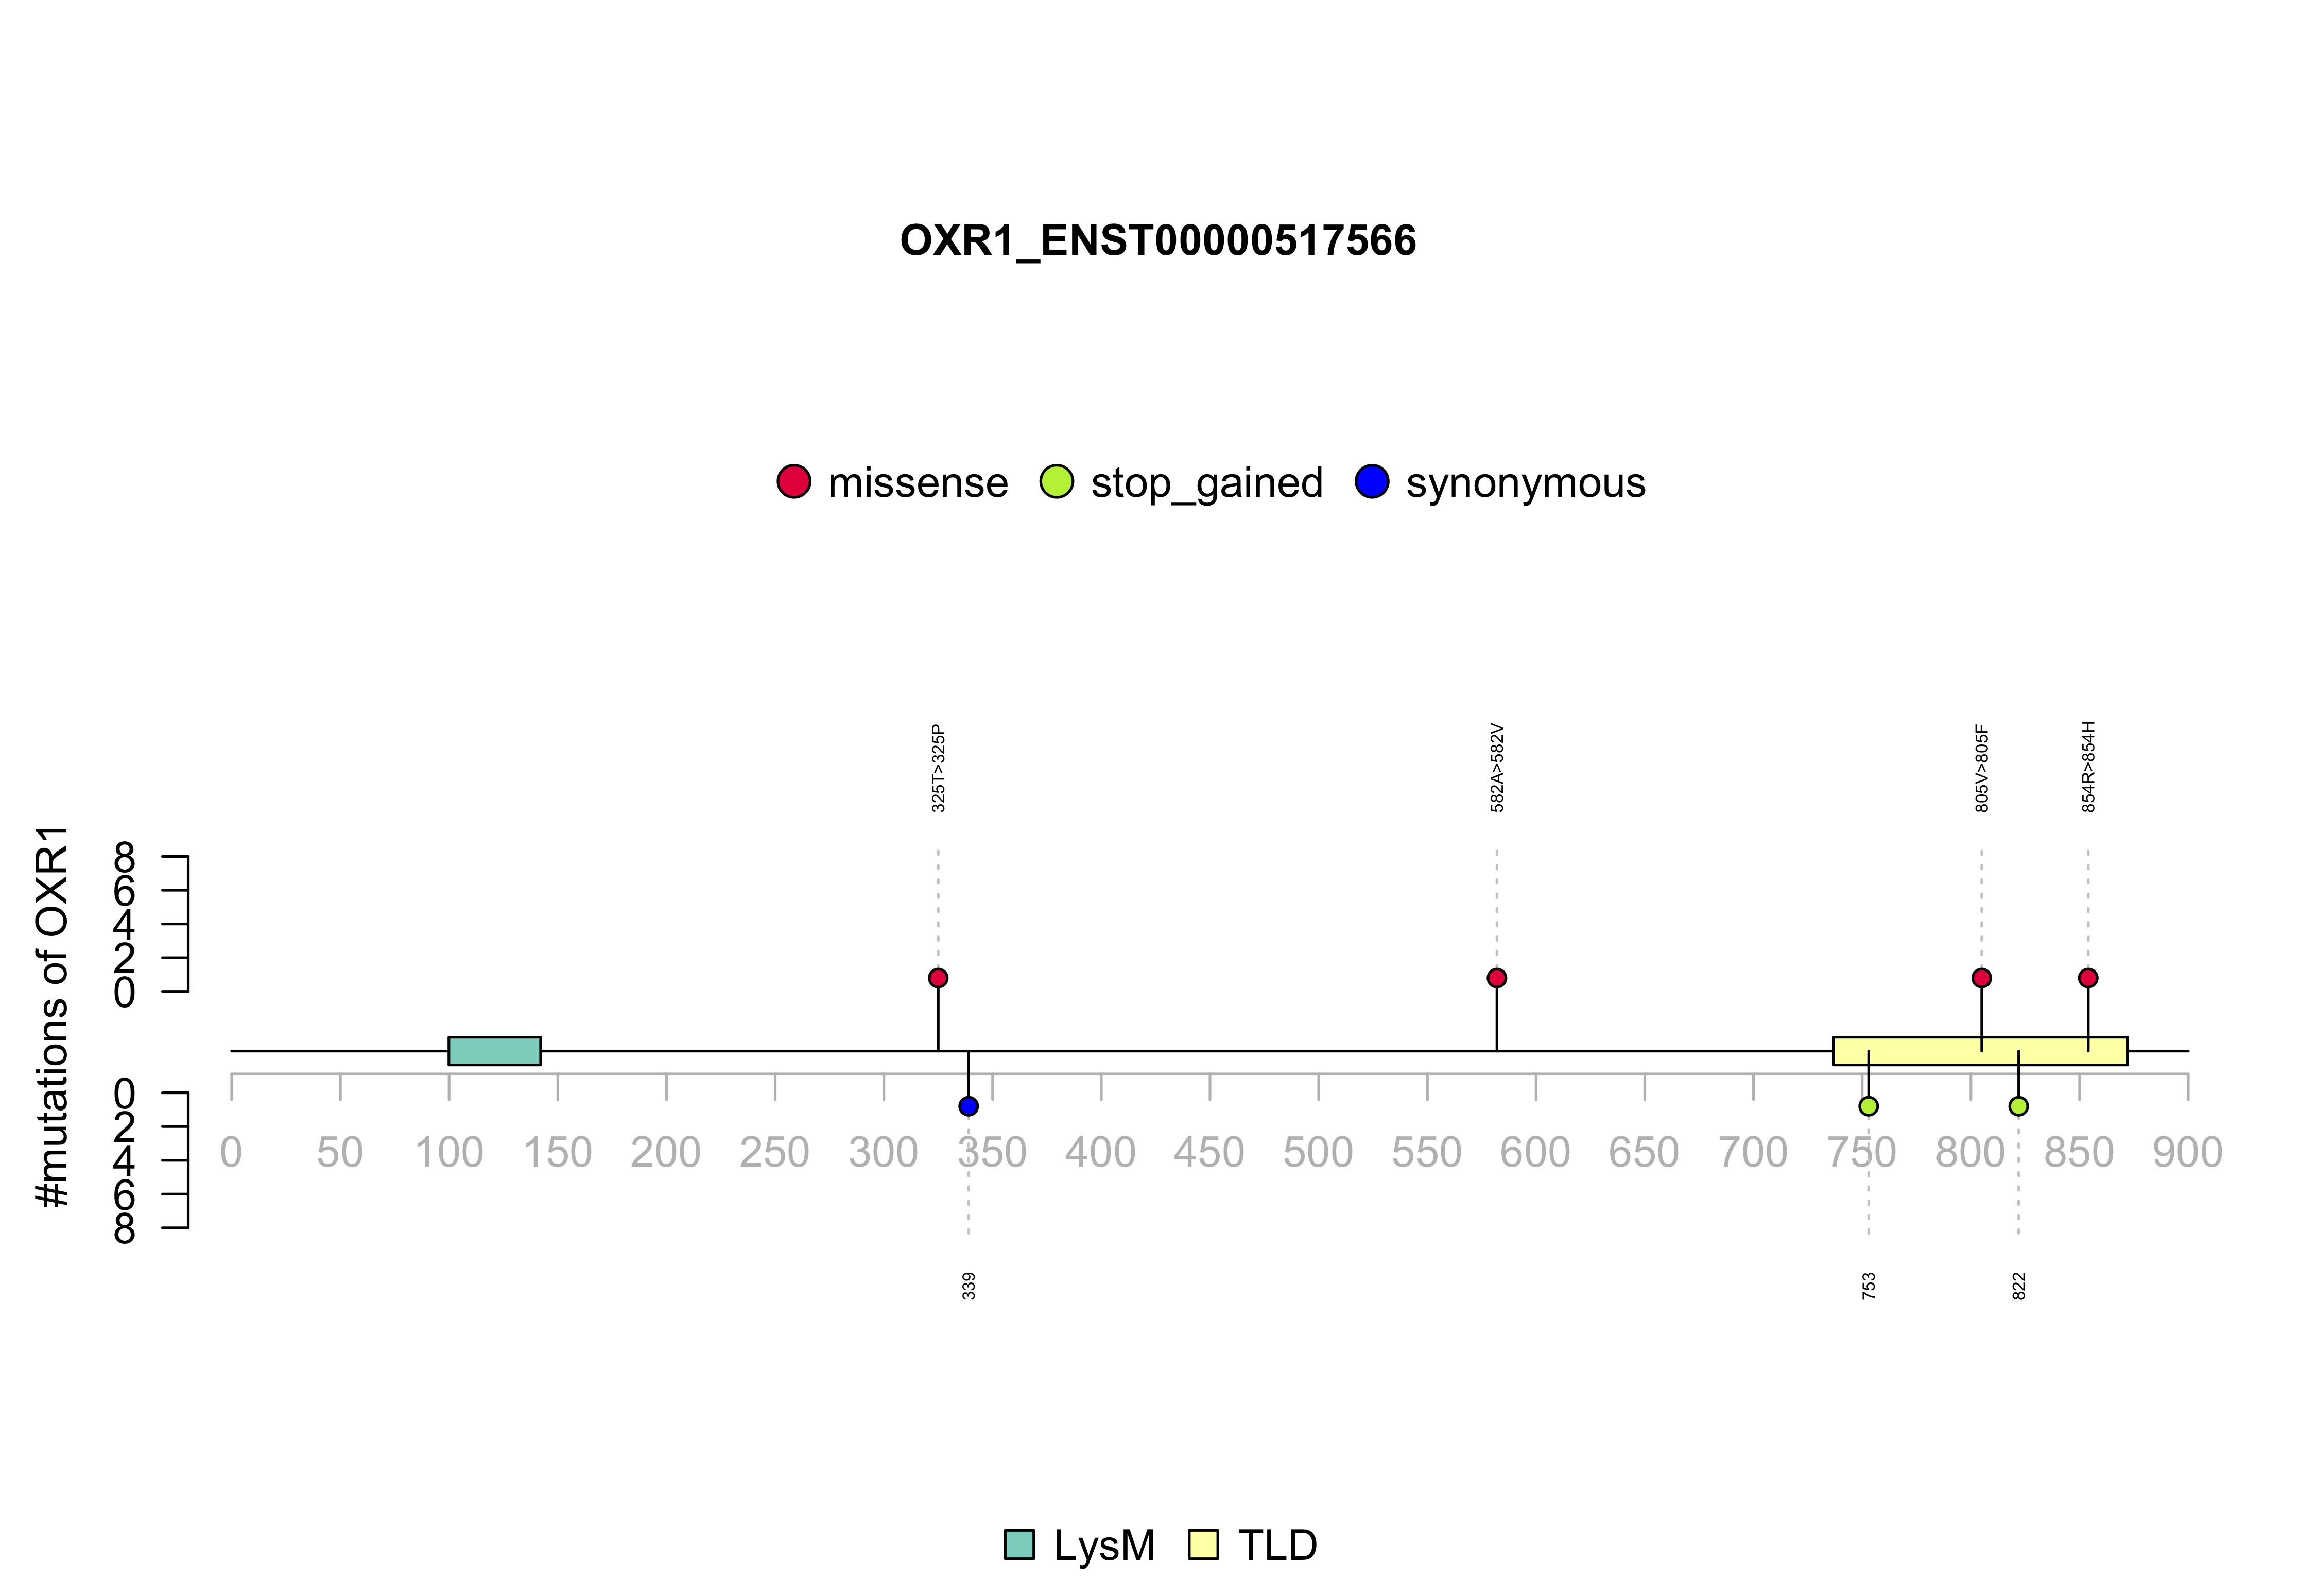 OXR1_ENST00000517566
missense stop_gained synonymous
325T>325P
582A>582V
805V>805F
854R>854H
#mutations of OXR1
8
6
4
2
0
0
2
4
6
8
0 50 100 150 200 250 300 350 400 450 500 550 600 650 700 750 800 850 900
339
753
822
LysM TLD